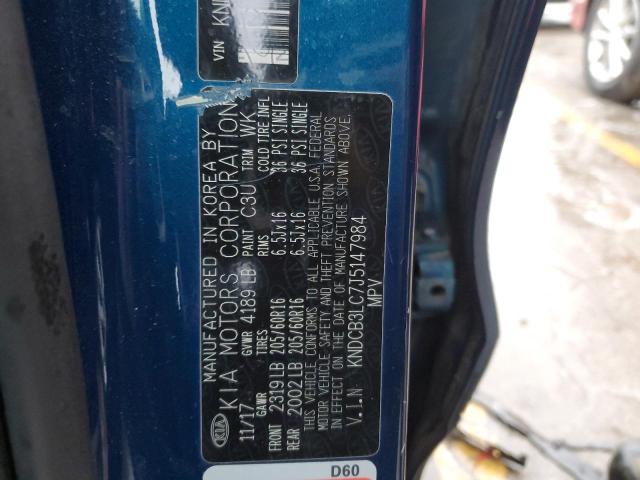 VIN KN
MANUFACTURED IN KOREA BY
KIA KIA MOTORS CORPORATION
11/17 GVWR 4189 LB PAINT C3U TRIM WK
GAWR TIRES RIMS COLD TIRE INFL
FRONT 2319 LB 205/60R16 6.5Jx16 36 PSI SINGLE
REAR 2002 LB 205/60R16 6.5Jx16 36 PSI SINGLE
THIS VEHICLE CONFORMS TO ALL APPLICABLE U.S.A. FEDERAL
MOTOR VEHICLE SAFETY AND THEFT PREVENTION STANDARDS
IN EFFECT ON THE DATE OF MANUFACTURE SHOWN ABOVE.
V.I.N KNDCB3LC7J5147984
MPV
D60